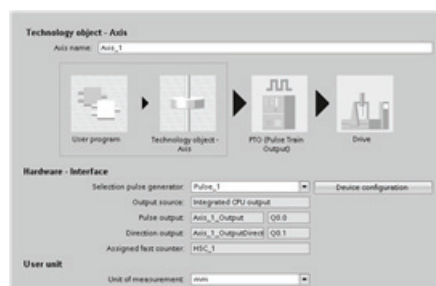 Technology object - Axis
Axis name: Axis_1
User program
Technology object - Axis
PTO (Pulse Train Output)
Drive
Hardware - Interface
Selection pulse generator: Pulse_1
Device configuration
Output source: Integrated CPU output
Pulse output: Axis_1_Output Q0.0
Direction output: Axis_1_OutputDirect Q0.1
Assigned fast counter: HSC_1
User unit
Unit of measurement: mm